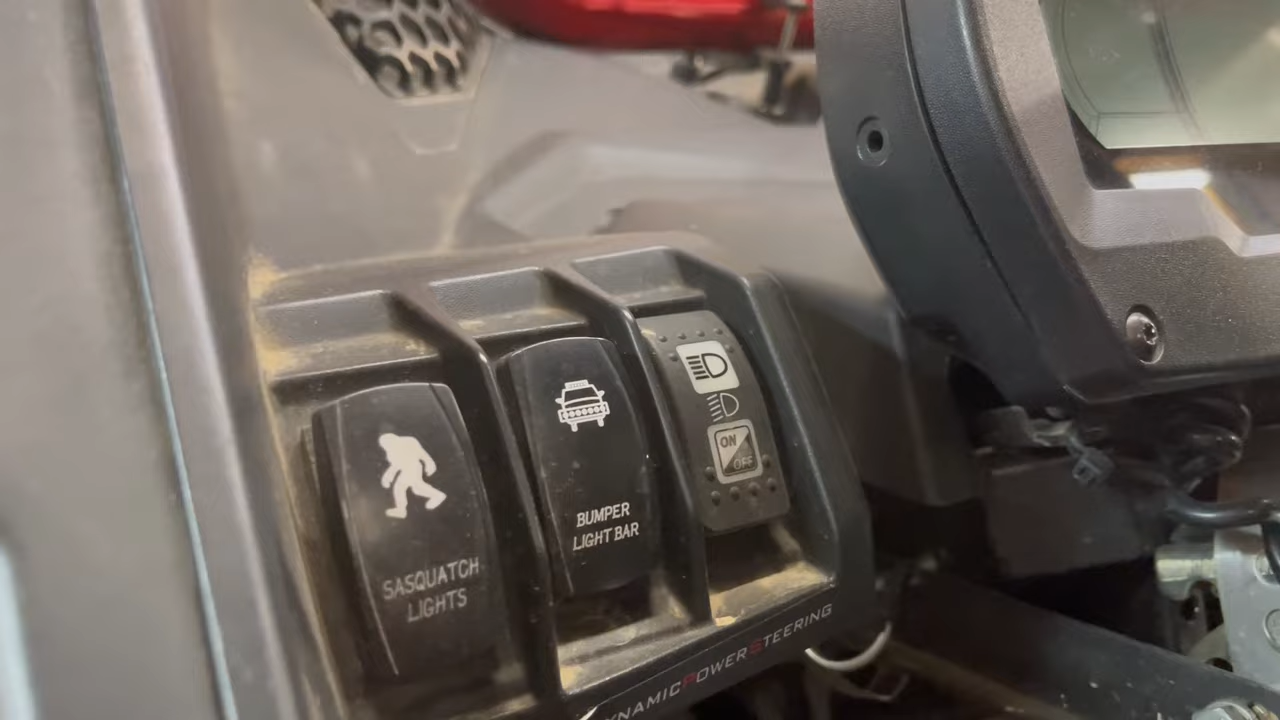 SASQUATCH
LIGHTS
BUMPER
LIGHT BAR
ON
OFF
YNAMIC POWER STEERING